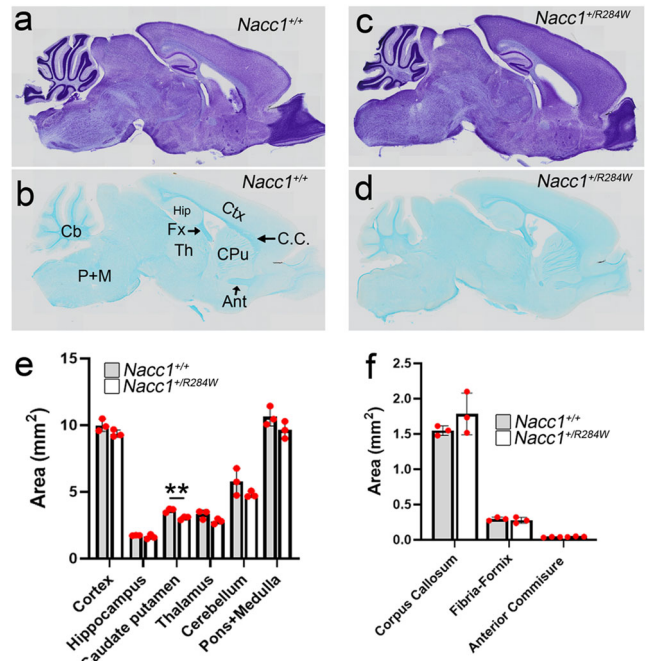 a
Nacc1+/+
c
Nacc1+/R284W
b
Nacc1+/+
Cb
Hip
Ctx
Fx
C.C.
Th
CPu
P+M
Ant
d
Nacc1+/R284W
e
15
10
5
0
Area (mm²)
Nacc1+/+
Nacc1+/R284W
**
Cortex
Hippocampus
Caudate putamen
Thalamus
Cerebellum
Pons+Medulla
f
2.5
2.0
1.5
1.0
0.5
0.0
Area (mm²)
Nacc1+/+
Nacc1+/R284W
Corpus Callosum
Fibria-Fornix
Anterior Commisure